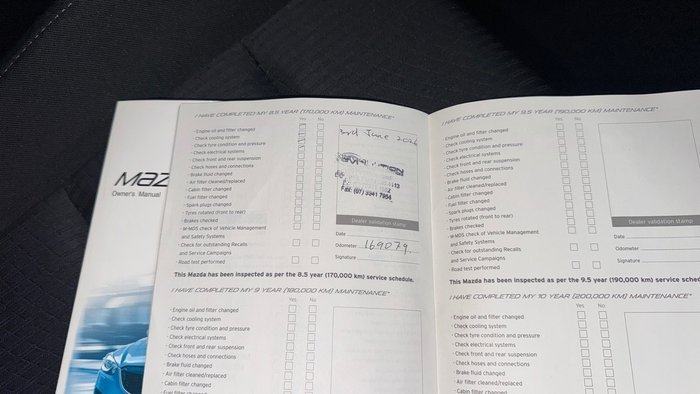 MAZ
Owner's Manual
I HAVE COMPLETED MY 8.5 YEAR (170,000 KM) MAINTENANCE*
Yes No
· Engine oil and filter changed
· Check cooling system
· Check tyre condition and pressure
· Check electrical systems
· Check front and rear suspension
· Check hoses and connections
· Brake fluid changed
· Air filter cleaned/replaced
· Cabin filter changed
· Fuel filter changed
· Spark plugs changed
· Tyres rotated (front to rear)
· Brakes checked
· M-MDS check of Vehicle Management
and Safety Systems
· Check for outstanding Recalls
and Service Campaigns
· Road test performed
3rd June 2024
Fax: (07) 3341 7954
Dealer validation stamp
Date
Odometer 169079
Signature
This Mazda has been inspected as per the 8.5 year (170,000 km) service schedule.
I HAVE COMPLETED MY 9 YEAR (180,000 KM) MAINTENANCE*
Yes No
· Engine oil and filter changed
· Check cooling system
· Check tyre condition and pressure
· Check electrical systems
· Check front and rear suspension
· Check hoses and connections
· Brake fluid changed
· Air filter cleaned/replaced
· Cabin filter changed
· Fuel filter changed
I HAVE COMPLETED MY 9.5 YEAR (190,000 KM) MAINTENANCE*
Yes No
· Engine oil and filter changed
· Check cooling system
· Check tyre condition and pressure
· Check electrical systems
· Check front and rear suspension
· Check hoses and connections
· Brake fluid changed
· Air filter cleaned/replaced
· Cabin filter changed
· Fuel filter changed
· Spark plugs changed
· Tyres rotated (front to rear)
· Brakes checked
· M-MDS check of Vehicle Management
and Safety Systems
· Check for outstanding Recalls
and Service Campaigns
· Road test performed
Dealer validation stamp
Date
Odometer
Signature
This Mazda has been inspected as per the 9.5 year (190,000 km) service sched
I HAVE COMPLETED MY 10 YEAR (200,000 KM) MAINTENANCE*
Yes No
· Engine oil and filter changed
· Check cooling system
· Check tyre condition and pressure
· Check electrical systems
· Check front and rear suspension
· Check hoses and connections
· Brake fluid changed
· Air filter cleaned/replaced
· Cabin filter changed